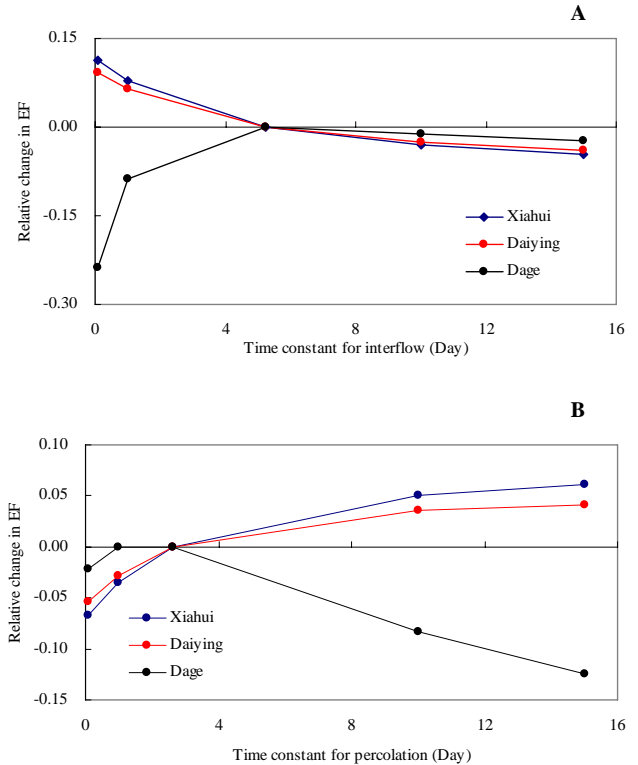 A
0.15
0.00
-0.15
-0.30
Relative change in EF
Xiahui
Daiying
Dage
0 4 8 12 16
Time constant for interflow (Day)
B
0.10
0.05
0.00
-0.05
-0.10
-0.15
Relative change in EF
Xiahui
Daiying
Dage
0 4 8 12 16
Time constant for percolation (Day)